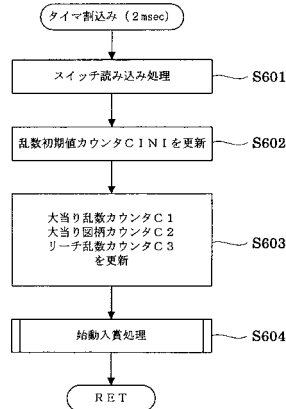 タイマ割込み(2msec)
スイッチ読み込み処理
S601
乱数初期値カウンタCINIを更新
S602
大当り乱数カウンタC1
大当り図柄カウンタC2
リーチ乱数カウンタC3
を更新
S603
始動入賞処理
S604
RET